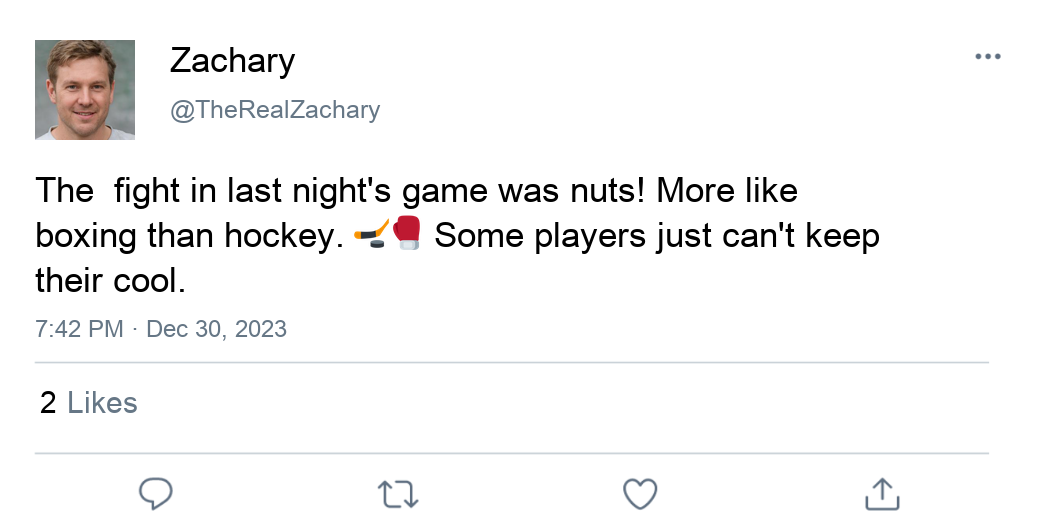 Zachary
@TheRealZachary
The  fight in last night's game was nuts! More like
boxing than hockey. 🏒🥊 Some players just can't keep
their cool.
7:42 PM · Dec 30, 2023
2 Likes